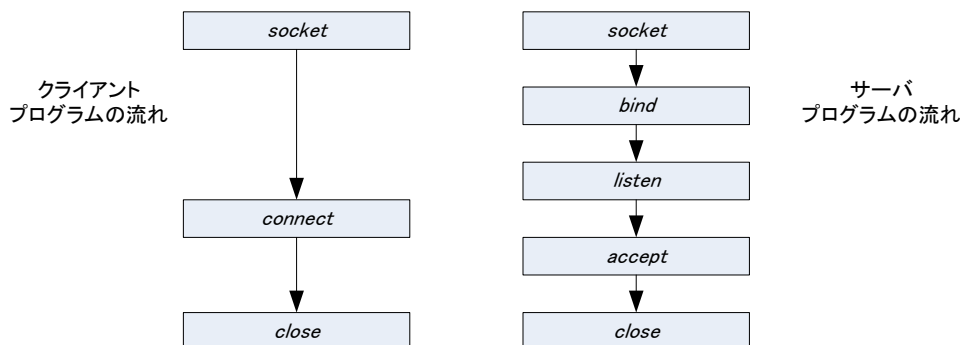 クライアント
プログラムの流れ
socket
connect
close
socket
bind
listen
accept
close
サーバ
プログラムの流れ